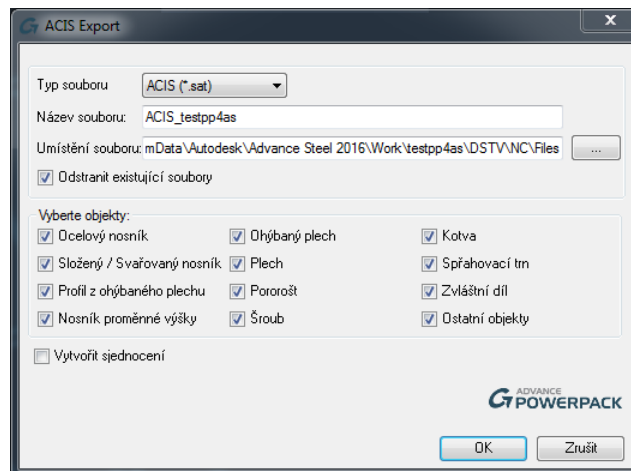 ACIS Export
x
Typ souboru ACIS (*.sat)
Název souboru: ACIS_testpp4as
Umístění souboru: mData\Autodesk\Advance Steel 2016\Work\testpp4as\DSTV\NC\Files ...
Odstranit existující soubory
Vyberte objekty:
Ocelový nosník Ohýbaný plech Kotva
Složený / Svařovaný nosník Plech Spřahovací trn
Profil z ohýbaného plechu Pororošt Zvláštní díl
Nosník proměnné výšky Šroub Ostatní objekty
Vytvořit sjednocení
ADVANCE
POWERPACK
OK Zrušit